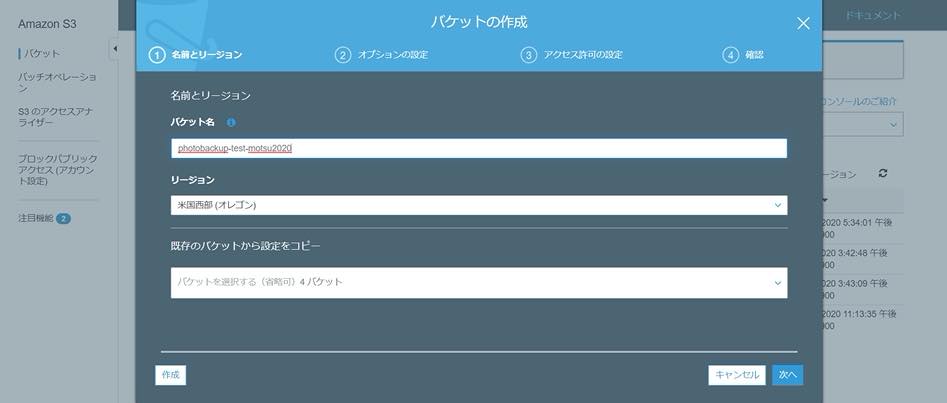 Amazon S3
バケット
バッチオペレーショ
ン
S3 のアクセスアナ
ライザー
ブロックパブリック
アクセス (アカウント
設定)
注目機能 2
バケットの作成
1 名前とリージョン
2 オプションの設定
3 アクセス許可の設定
4 確認
名前とリージョン
バケット名
photobackup-test-motsu2020
リージョン
米国西部 (オレゴン)
既存のバケットから設定をコピー
バケットを選択する（省略可）4 バケット
作成
キャンセル
次へ
ドキュメント
コンソールのご紹介
ージョン
2020 5:34:01 午後
900
2020 3:42:48 午後
900
2020 3:43:09 午後
900
2020 11:13:35 午後
900